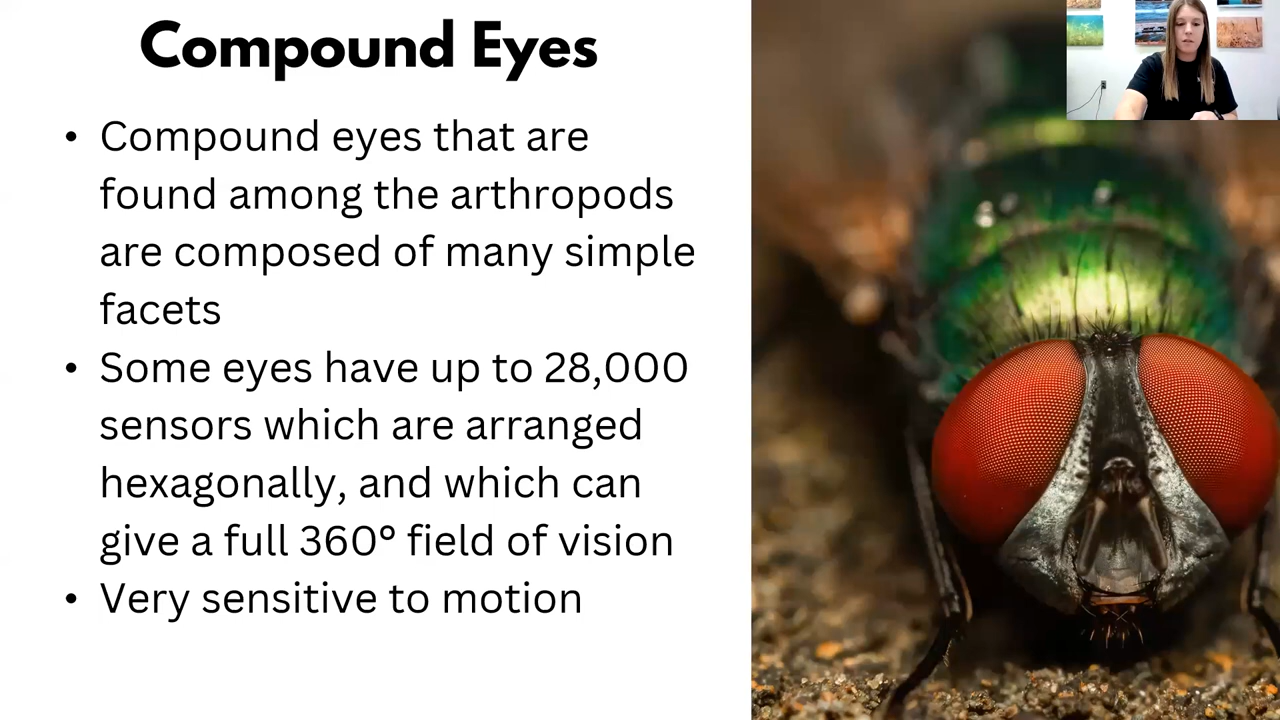 Compound Eyes
• Compound eyes that are
found among the arthropods
are composed of many simple
facets
• Some eyes have up to 28,000
sensors which are arranged
hexagonally, and which can
give a full 360° field of vision
• Very sensitive to motion